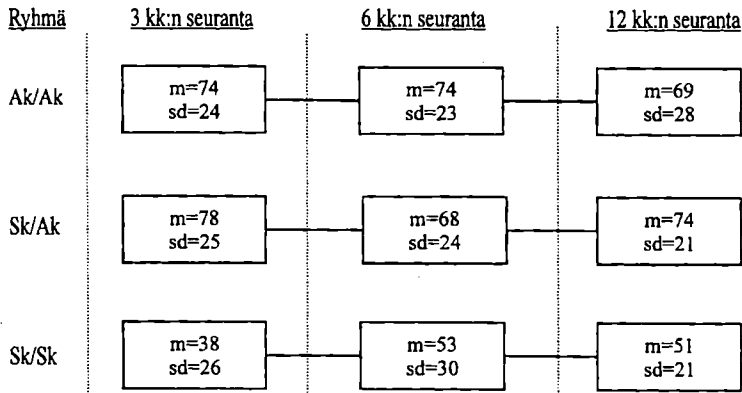 Ryhmä 3 kk:n seuranta 6 kk:n seuranta 12 kk:n seuranta
Ak/Ak
m=74 m=74 m=69
sd=24 sd=23 sd=28
Sk/Ak
m=78 m=68 m=74
sd=25 sd=24 sd=21
Sk/Sk
m=38 m=53 m=51
sd=26 sd=30 sd=21